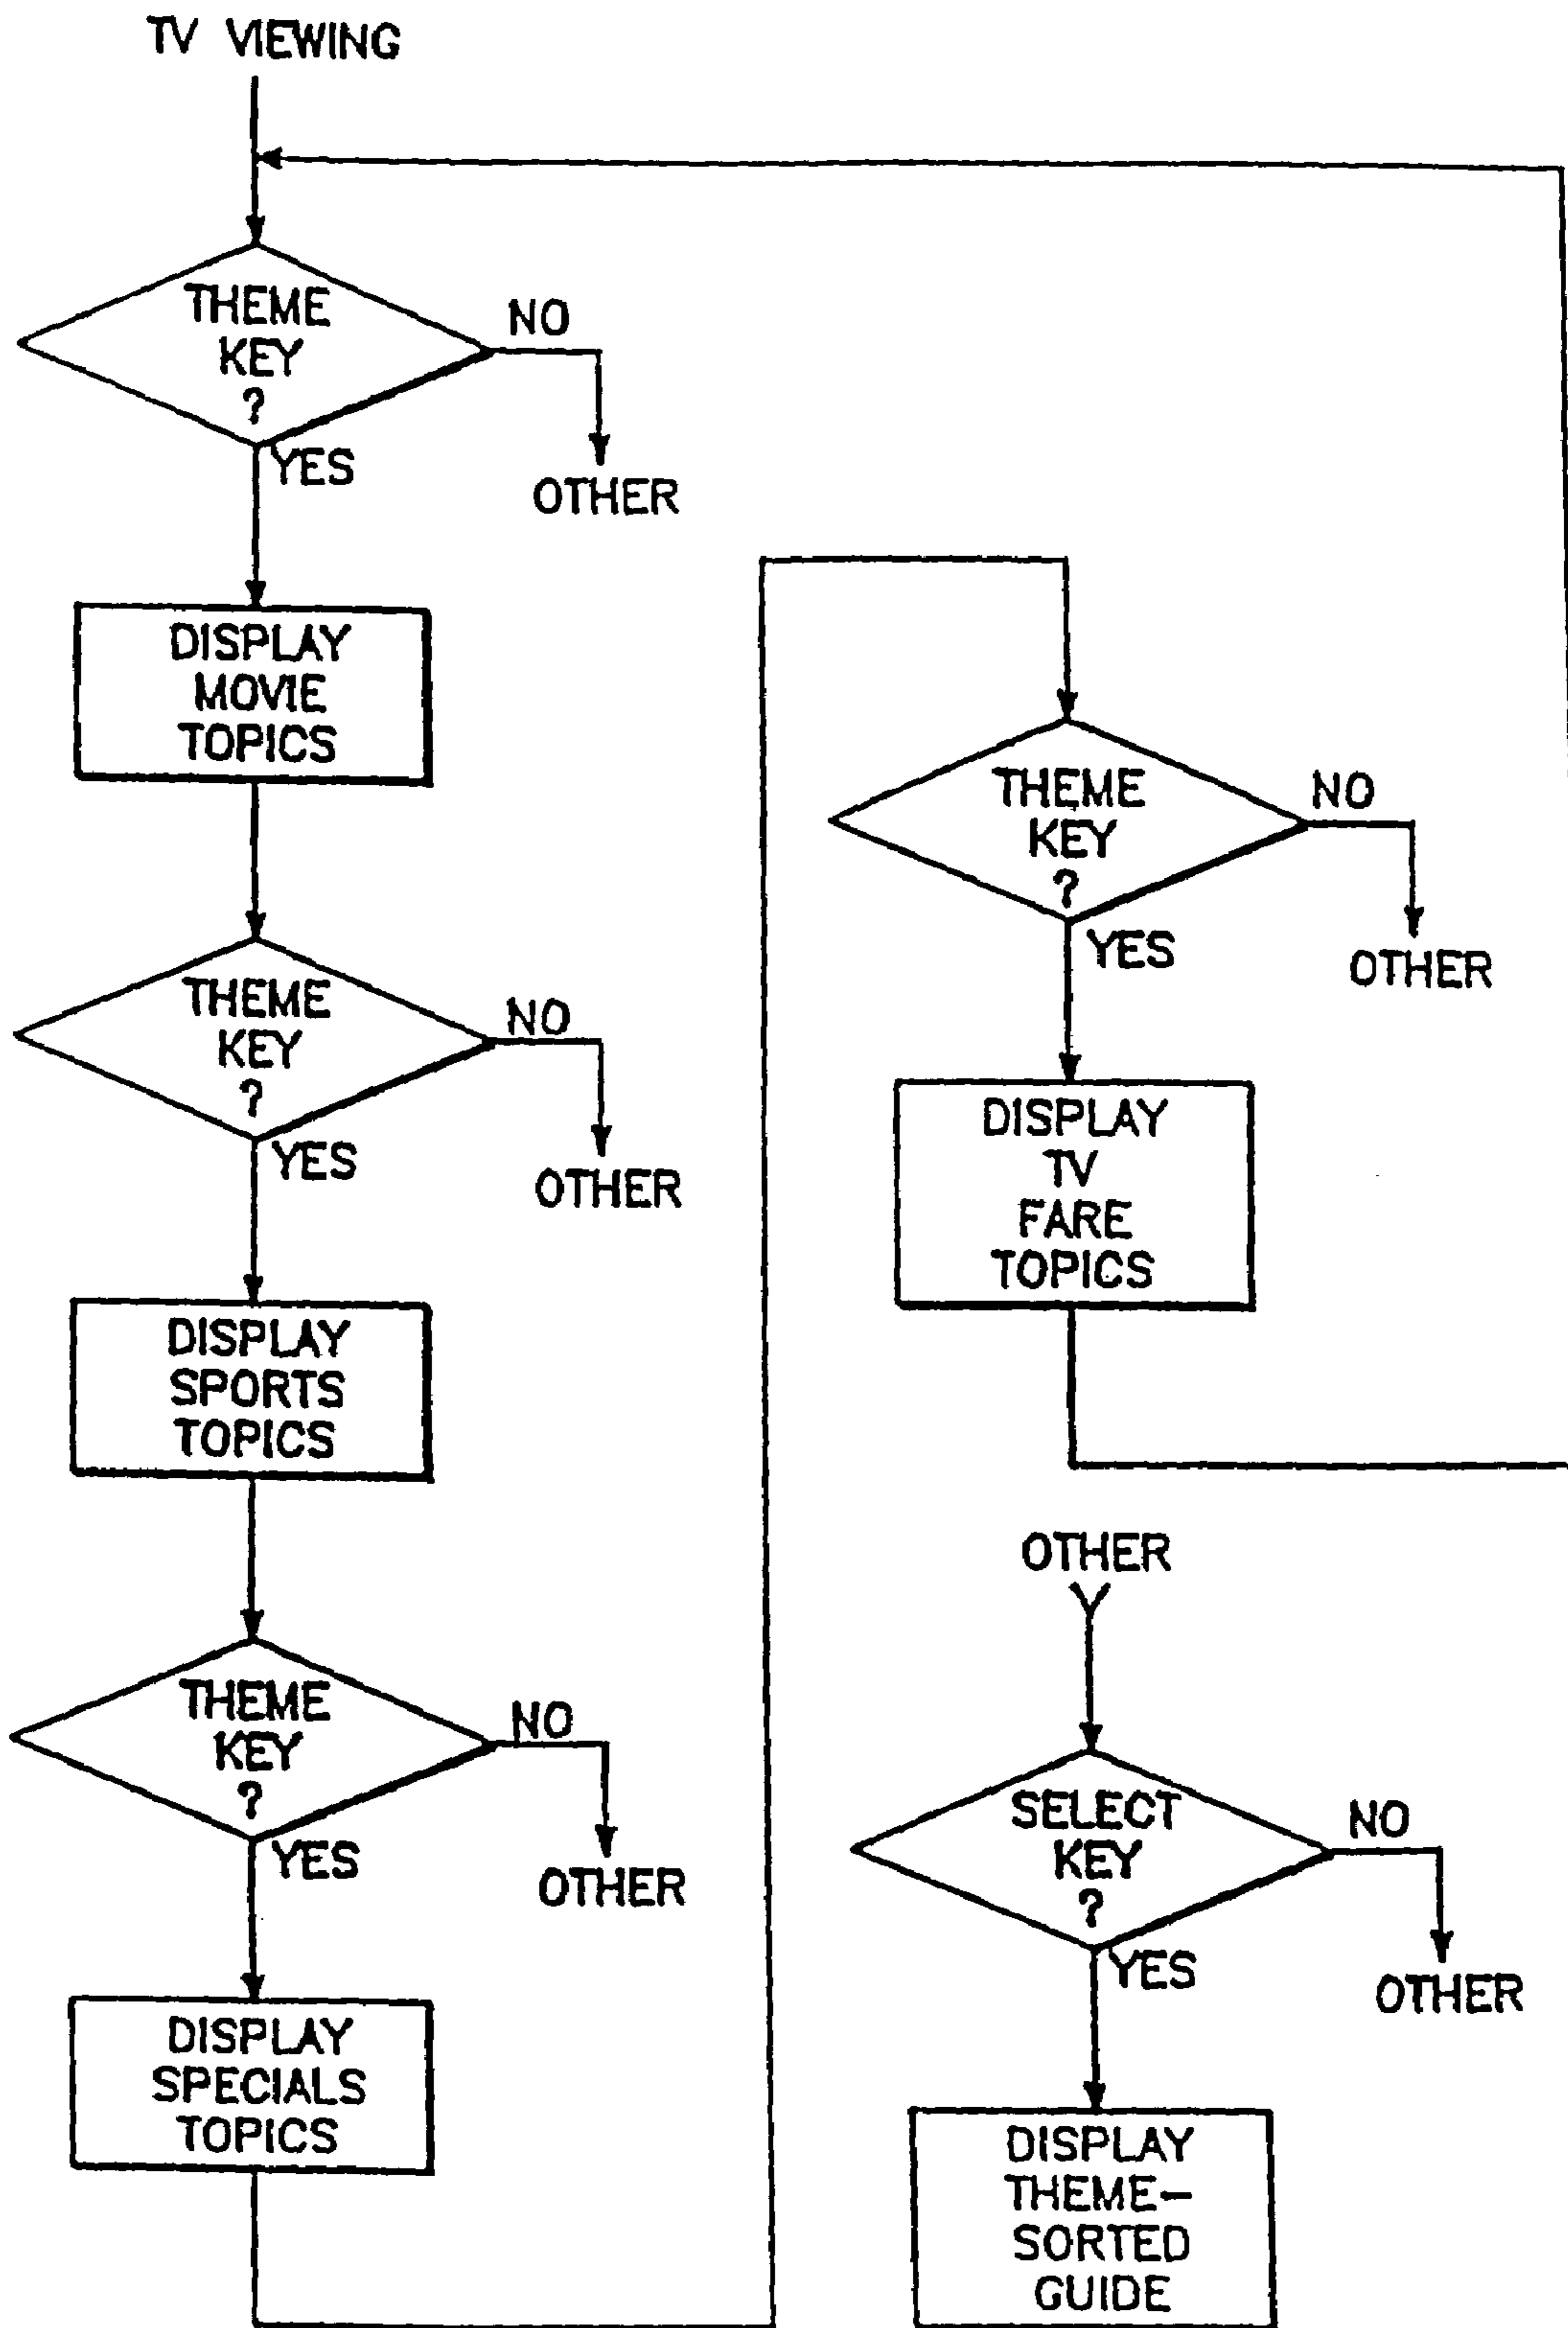 TV VIEWING
THEME
KEY
?
NO
YES
OTHER
DISPLAY
MOVIE
TOPICS
THEME
KEY
?
NO
YES
OTHER
DISPLAY
SPORTS
TOPICS
THEME
KEY
?
NO
YES
OTHER
DISPLAY
SPECIALS
TOPICS
THEME
KEY
?
NO
YES
OTHER
DISPLAY
TV
FARE
TOPICS
OTHER
SELECT
KEY
?
NO
YES
OTHER
DISPLAY
THEME-
SORTED
GUIDE